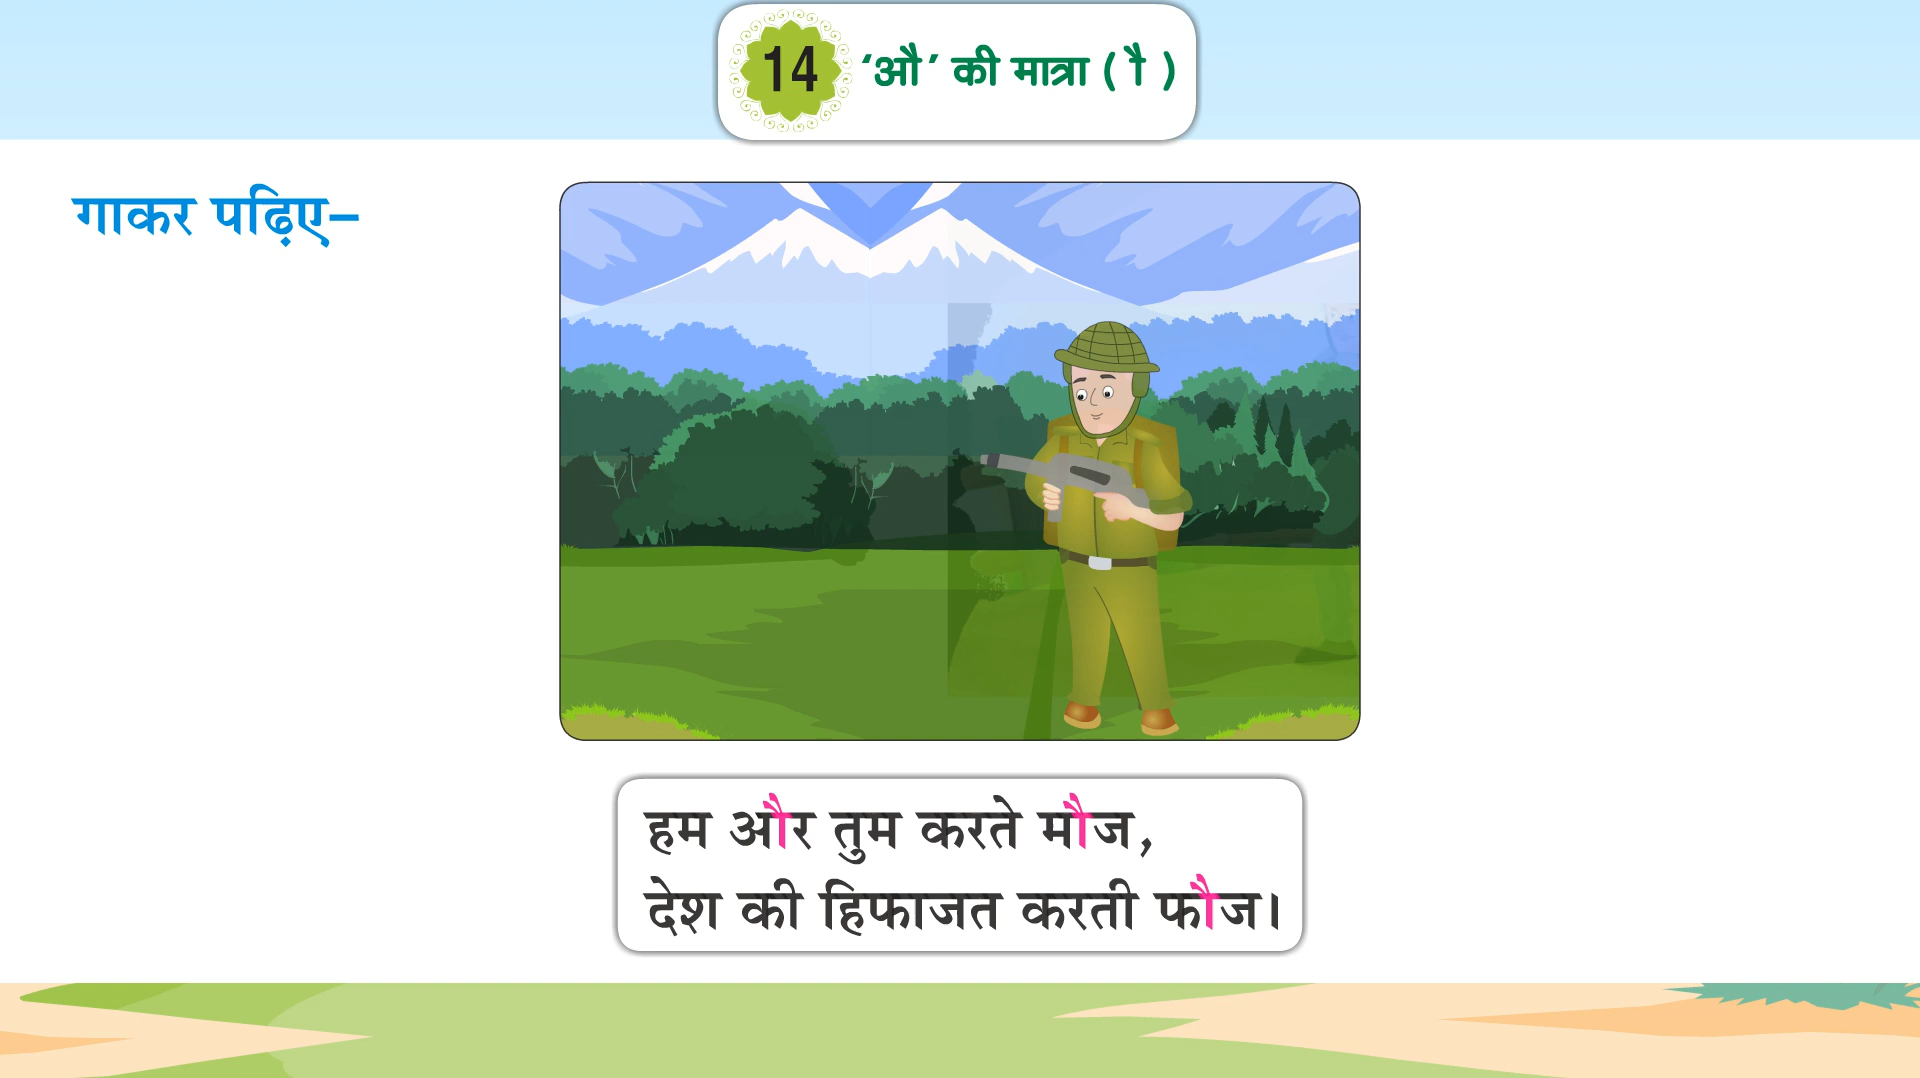 14 ‘औ’ की मात्रा ( ौ )
गाकर पढ़िए–
हम और तुम करते मौज,
देश की हिफाजत करती फौज।